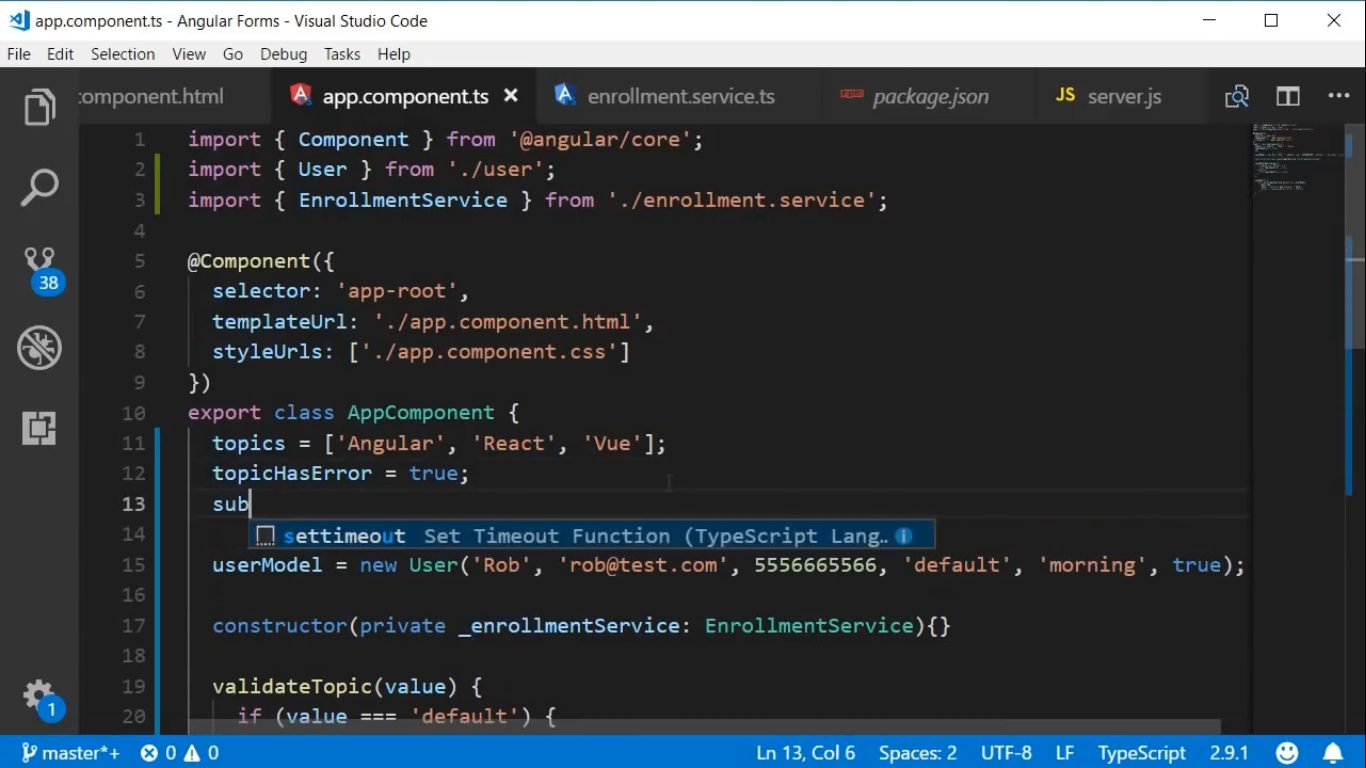 app.component.ts - Angular Forms - Visual Studio Code
File Edit Selection View Go Debug Tasks Help
component.html app.component.ts enrollment.service.ts package.json JS server.js
1 import { Component } from '@angular/core';
2 import { User } from './user';
3 import { EnrollmentService } from './enrollment.service';
4
5 @Component({
6 selector: 'app-root',
7 templateUrl: './app.component.html',
8 styleUrls: ['./app.component.css']
9 })
10 export class AppComponent {
11 topics = ['Angular', 'React', 'Vue'];
12 topicHasError = true;
13 sub
14 settimeout Set Timeout Function (TypeScript Lang..
15 userModel = new User('Rob', 'rob@test.com', 5556665566, 'default', 'morning', true);
16
17 constructor(private _enrollmentService: EnrollmentService){}
18
19 validateTopic(value) {
20 if (value === 'default') {
38
1
master*+ 0 0 Ln 13, Col 6 Spaces: 2 UTF-8 LF TypeScript 2.9.1